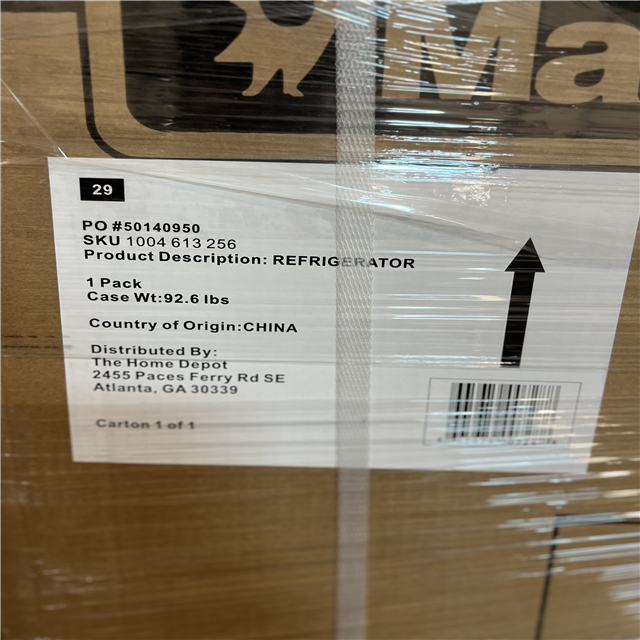 Ma
29
PO #50140950
SKU 1004 613 256
Product Description: REFRIGERATOR
1 Pack
Case Wt:92.6 lbs
Country of Origin:CHINA
Distributed By:
The Home Depot
2455 Paces Ferry Rd SE
Atlanta, GA 30339
Carton 1 of 1